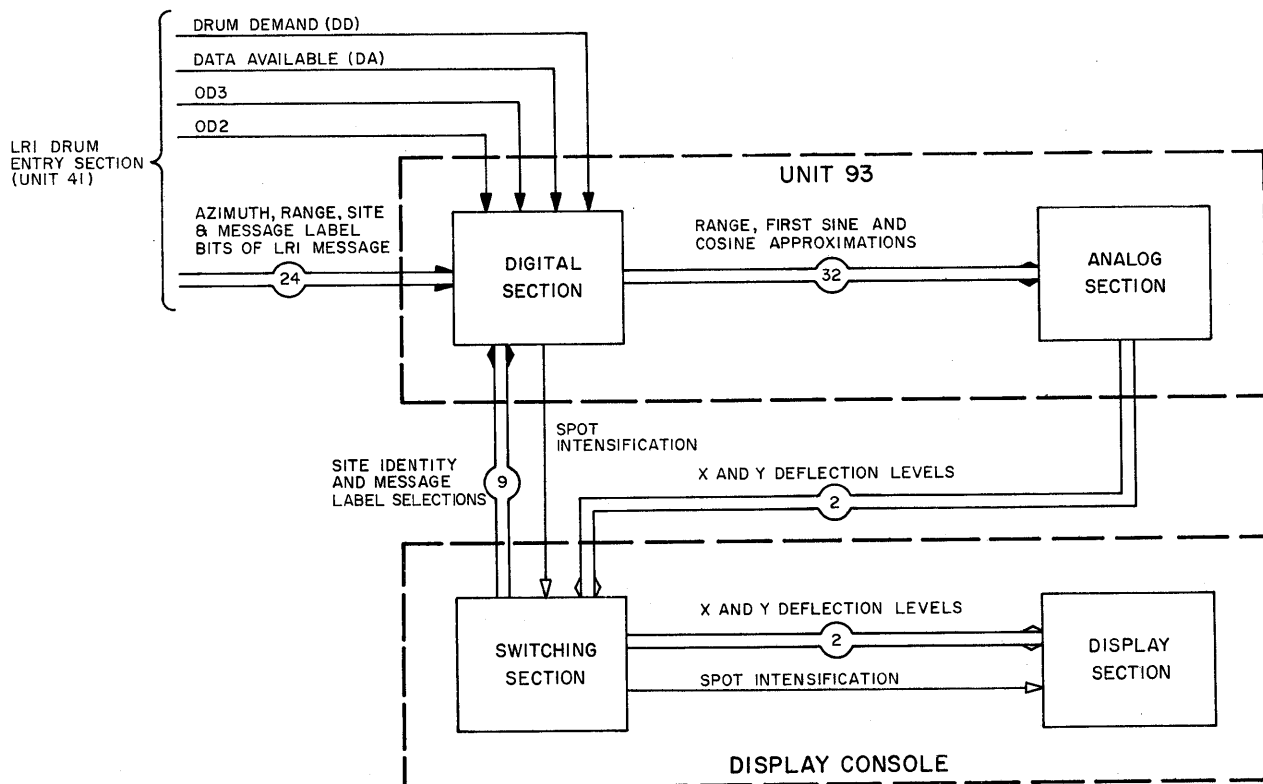 DRUM DEMAND (DD)
DATA AVAILABLE (DA)
OD3
OD2
LRI DRUM
ENTRY SECTION
(UNIT 41)
AZIMUTH, RANGE, SITE
& MESSAGE LABEL
BITS OF LRI MESSAGE
24
UNIT 93
DIGITAL
SECTION
RANGE, FIRST SINE AND
COSINE APPROXIMATIONS
32
ANALOG
SECTION
SPOT
INTENSIFICATION
SITE IDENTITY
AND MESSAGE
LABEL SELECTIONS
9
X AND Y DEFLECTION LEVELS
2
SWITCHING
SECTION
X AND Y DEFLECTION LEVELS
2
SPOT INTENSIFICATION
DISPLAY
SECTION
DISPLAY CONSOLE